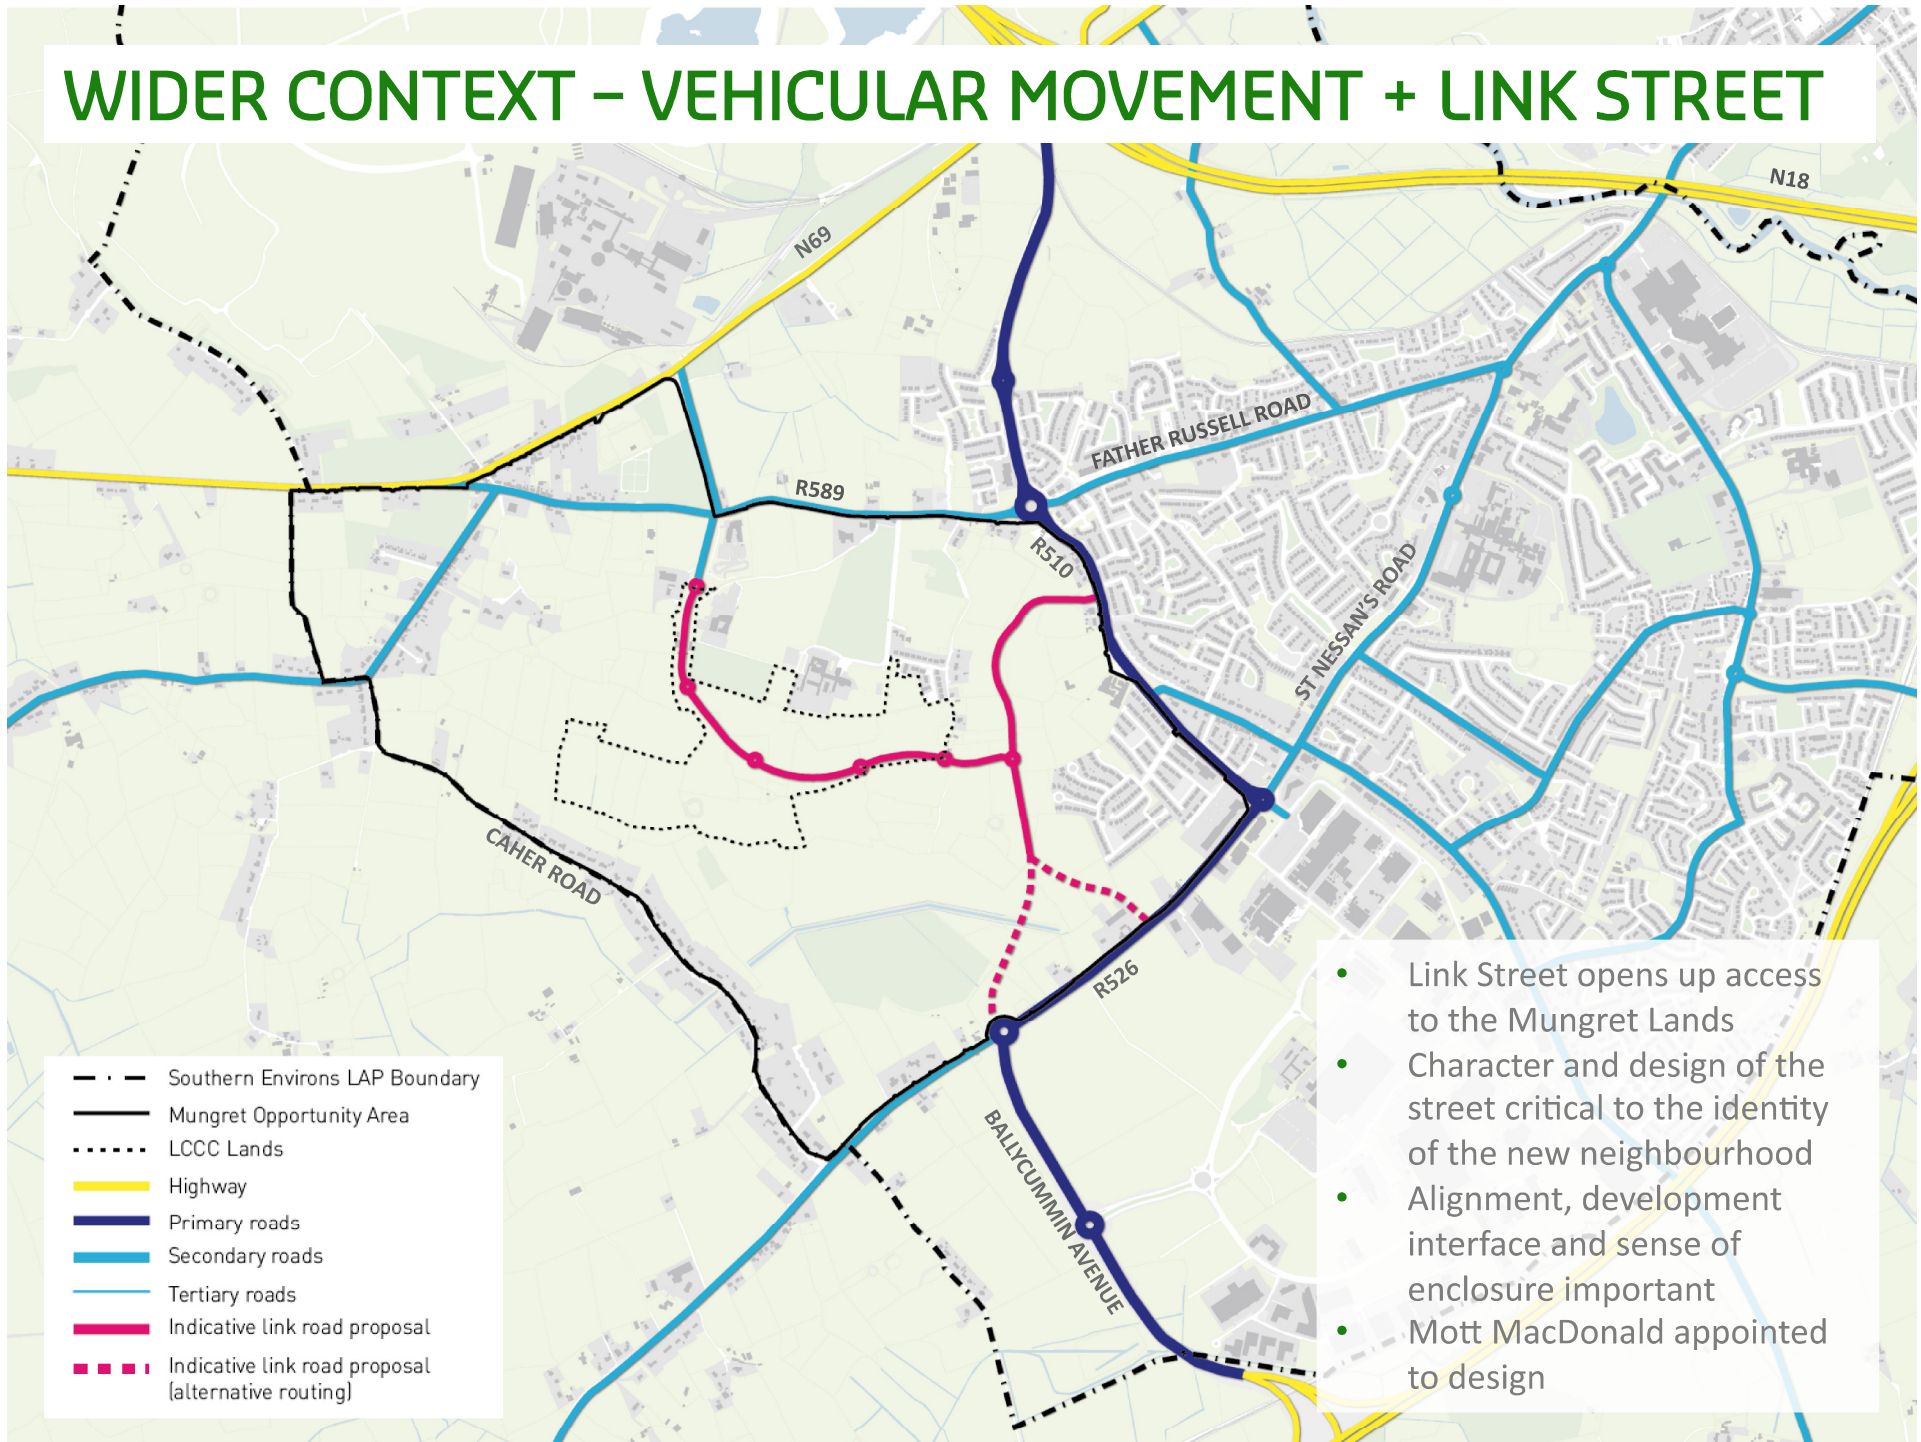 WIDER CONTEXT – VEHICULAR MOVEMENT + LINK STREET
N18
N69
FATHER RUSSELL ROAD
R589
R510
ST NESSAN'S ROAD
CAHER ROAD
R526
BALLYCUMMIN AVENUE
Southern Environs LAP Boundary
Mungret Opportunity Area
LCCC Lands
Highway
Primary roads
Secondary roads
Tertiary roads
Indicative link road proposal
Indicative link road proposal
(alternative routing)
• Link Street opens up access
to the Mungret Lands
• Character and design of the
street critical to the identity
of the new neighbourhood
• Alignment, development
interface and sense of
enclosure important
• Mott MacDonald appointed
to design